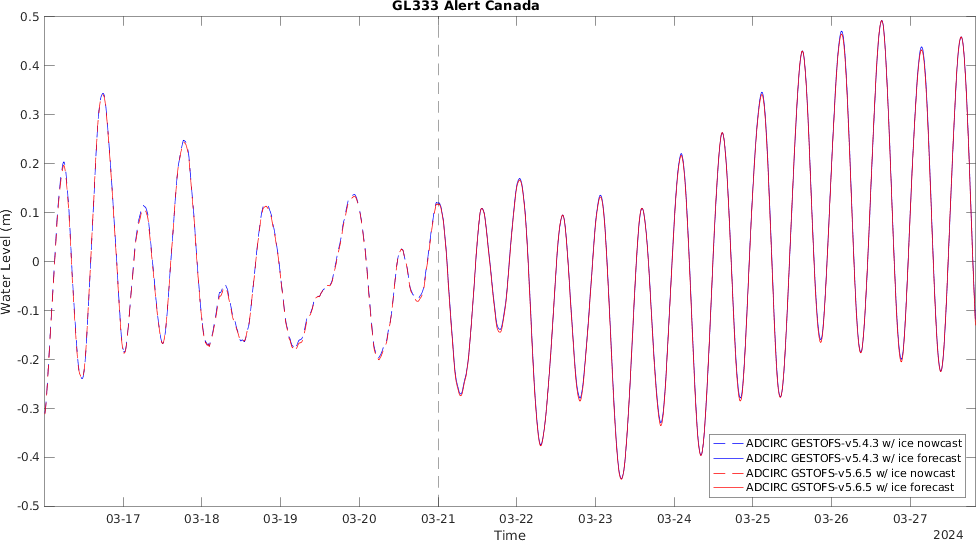 GL333 Alert Canada
0.5
0.4
0.3
0.2
0.1
0
-0.1
-0.2
-0.3
-0.4
-0.5
Water Level (m)
ADCIRC GESTOFS-v5.4.3 w/ ice nowcast
ADCIRC GESTOFS-v5.4.3 w/ ice forecast
ADCIRC GSTOFS-v5.6.5 w/ ice nowcast
ADCIRC GSTOFS-v5.6.5 w/ ice forecast
03-17 03-18 03-19 03-20 03-21 03-22 03-23 03-24 03-25 03-26 03-27
Time
2024